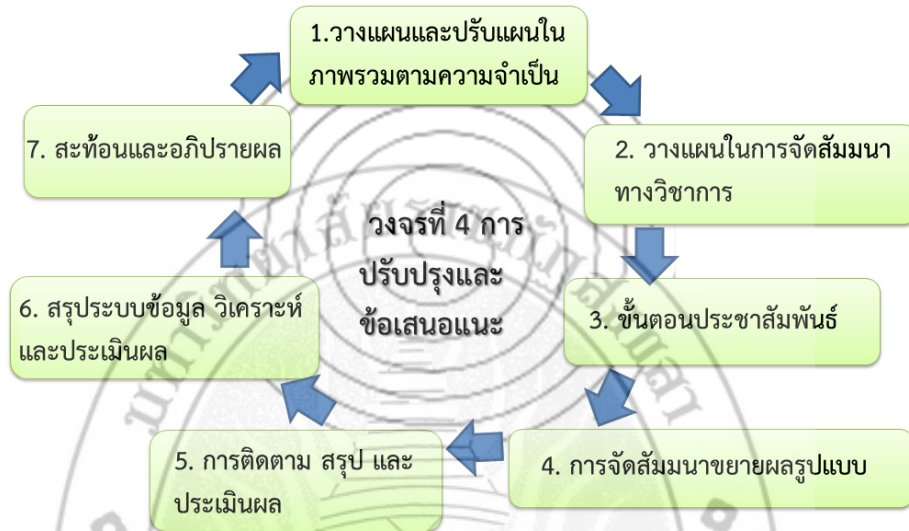 1.วางแผนและปรับแผนใน
ภาพรวมตามความจำเป็น
2. วางแผนในการจัดสัมมนา
ทางวิชาการ
3. ขั้นตอนประชาสัมพันธ์
4. การจัดสัมมนาขยายผลรูปแบบ
5. การติดตาม สรุป และ
ประเมินผล
6. สรุประบบข้อมูล วิเคราะห์
และประเมินผล
7. สะท้อนและอภิปรายผล
วงจรที่ 4 การ
ปรับปรุงและ
ข้อเสนอแนะ